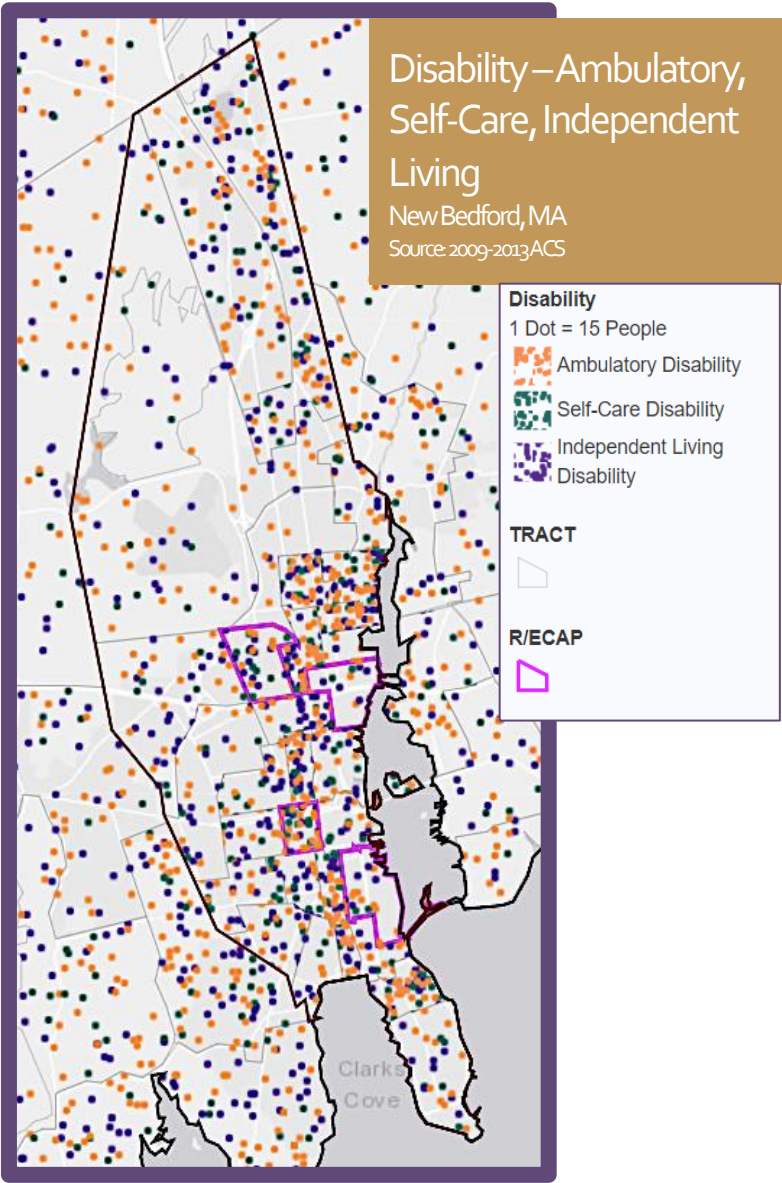 Disability – Ambulatory,
Self-Care, Independent
Living
New Bedford, MA
Source: 2009-2013 ACS
Disability
1 Dot = 15 People
Ambulatory Disability
Self-Care Disability
Independent Living
Disability
TRACT
R/ECAP
Clarks
Cove